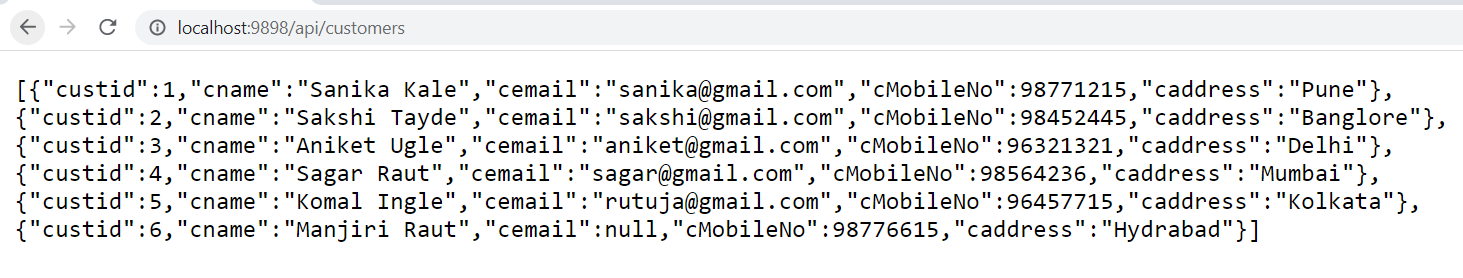 localhost:9898/api/customers
[{"custid":1,"cname":"Sanika Kale","cemail":"sanika@gmail.com","cMobileNo":98771215,"caddress":"Pune"},
{"custid":2,"cname":"Sakshi Tayde","cemail":"sakshi@gmail.com","cMobileNo":98452445,"caddress":"Banglore"},
{"custid":3,"cname":"Aniket Ugle","cemail":"aniket@gmail.com","cMobileNo":96321321,"caddress":"Delhi"},
{"custid":4,"cname":"Sagar Raut","cemail":"sagar@gmail.com","cMobileNo":98564236,"caddress":"Mumbai"},
{"custid":5,"cname":"Komal Ingle","cemail":"rutuja@gmail.com","cMobileNo":96457715,"caddress":"Kolkata"},
{"custid":6,"cname":"Manjiri Raut","cemail":null,"cMobileNo":98776615,"caddress":"Hydrabad"}]